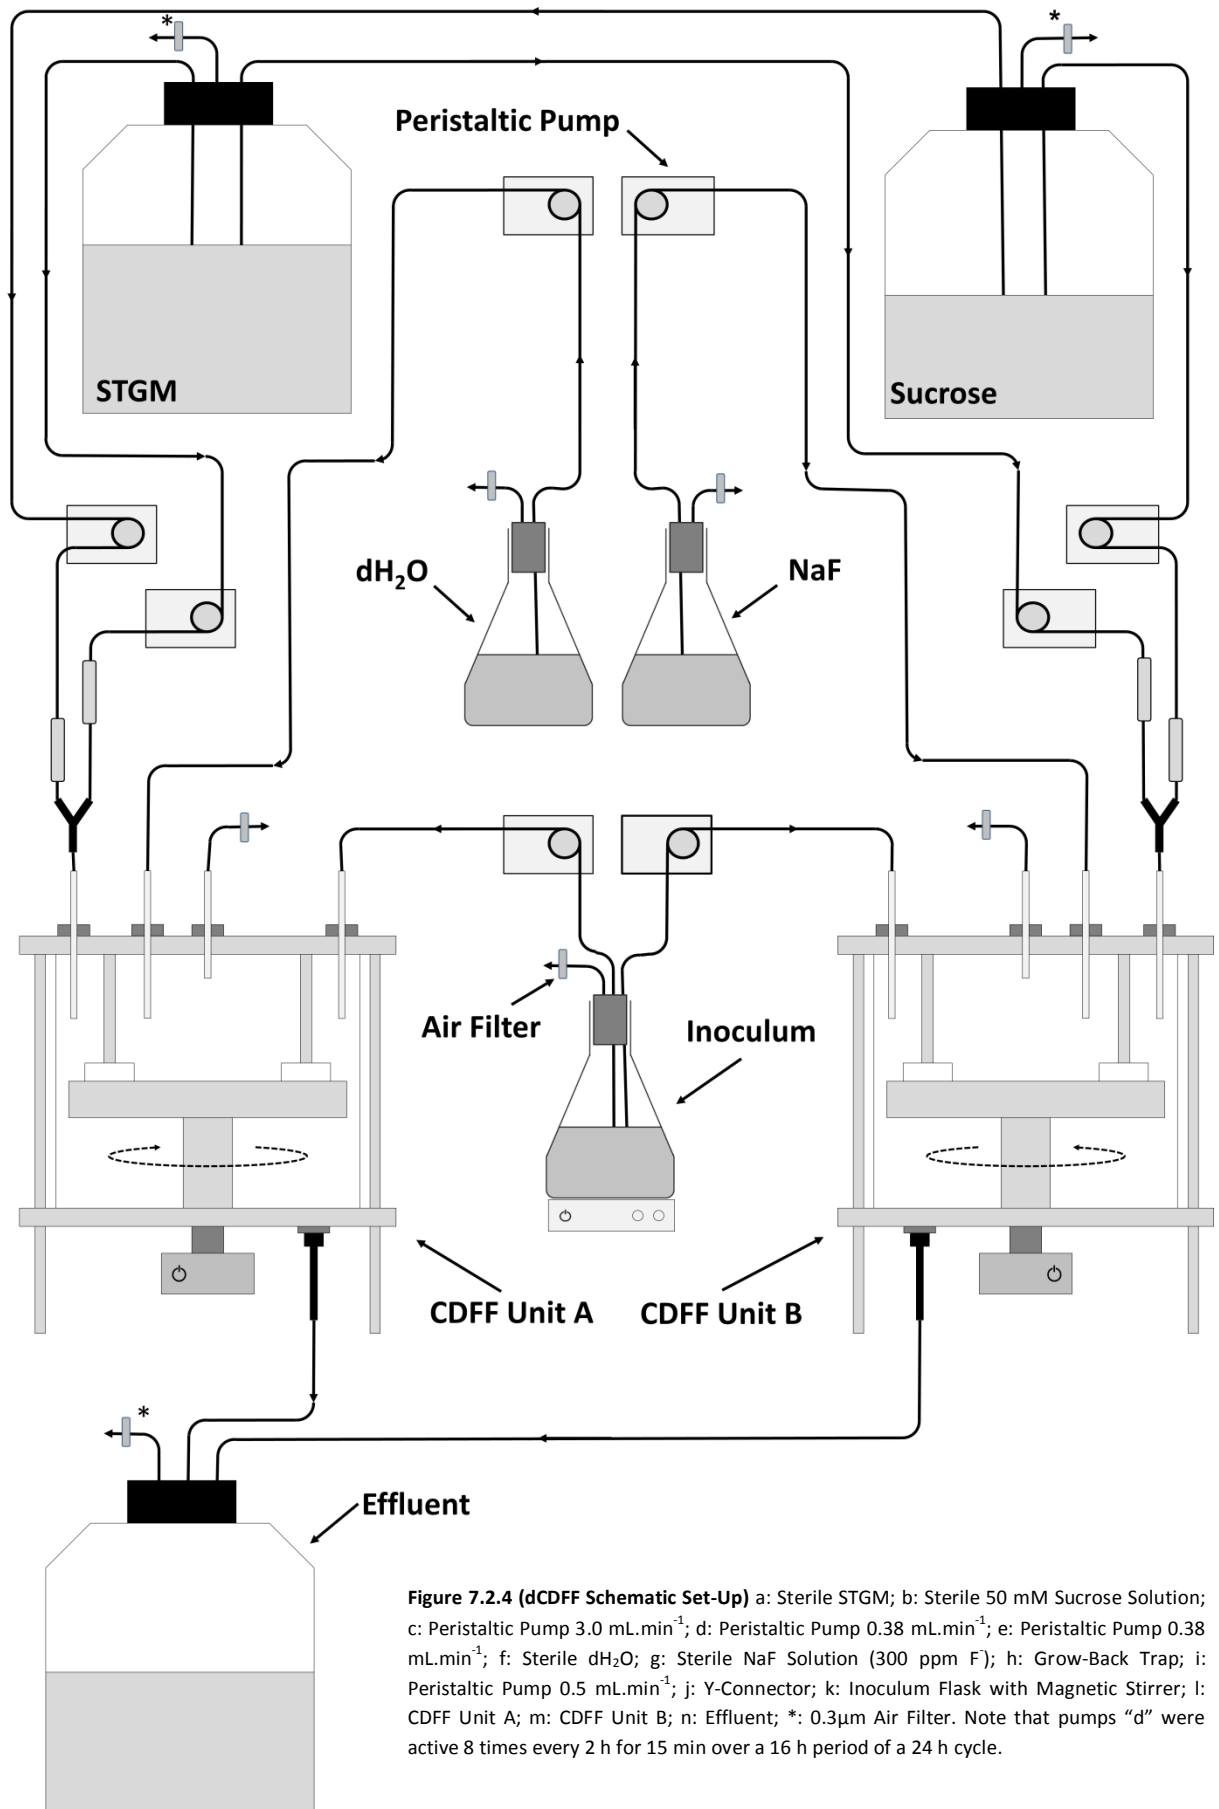 *
*
Peristaltic Pump
STGM
Sucrose
dH₂O
NaF
Air Filter
Inoculum
CDFF Unit A
CDFF Unit B
*
Effluent
Figure 7.2.4 (dCDFF Schematic Set-Up) a: Sterile STGM; b: Sterile 50 mM Sucrose Solution;
c: Peristaltic Pump 3.0 mL.min⁻¹; d: Peristaltic Pump 0.38 mL.min⁻¹; e: Peristaltic Pump 0.38
mL.min⁻¹; f: Sterile dH₂O; g: Sterile NaF Solution (300 ppm F⁻); h: Grow-Back Trap; i:
Peristaltic Pump 0.5 mL.min⁻¹; j: Y-Connector; k: Inoculum Flask with Magnetic Stirrer; l:
CDFF Unit A; m: CDFF Unit B; n: Effluent; *: 0.3µm Air Filter. Note that pumps “d” were
active 8 times every 2 h for 15 min over a 16 h period of a 24 h cycle.